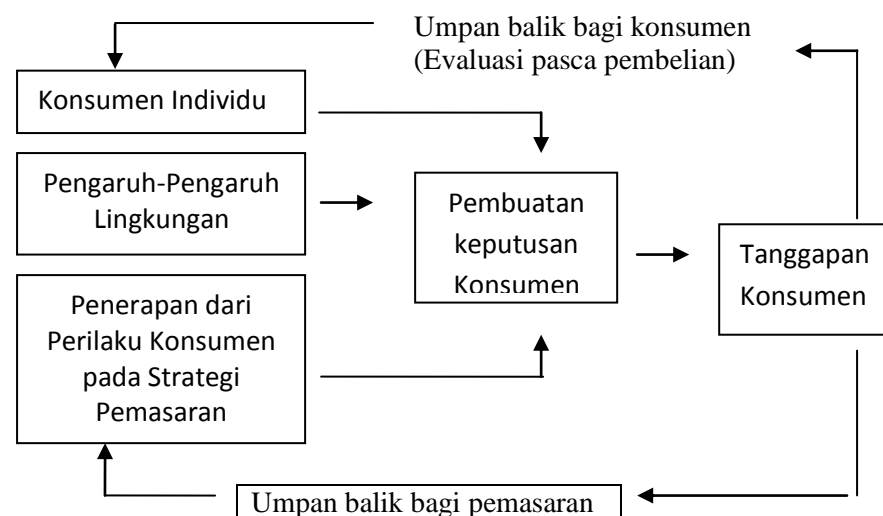 Umpan balik bagi konsumen
(Evaluasi pasca pembelian)
Konsumen Individu
Pengaruh-Pengaruh
Lingkungan
Pembuatan
keputusan
Konsumen
Tanggapan
Konsumen
Penerapan dari
Perilaku Konsumen
pada Strategi
Pemasaran
Umpan balik bagi pemasaran